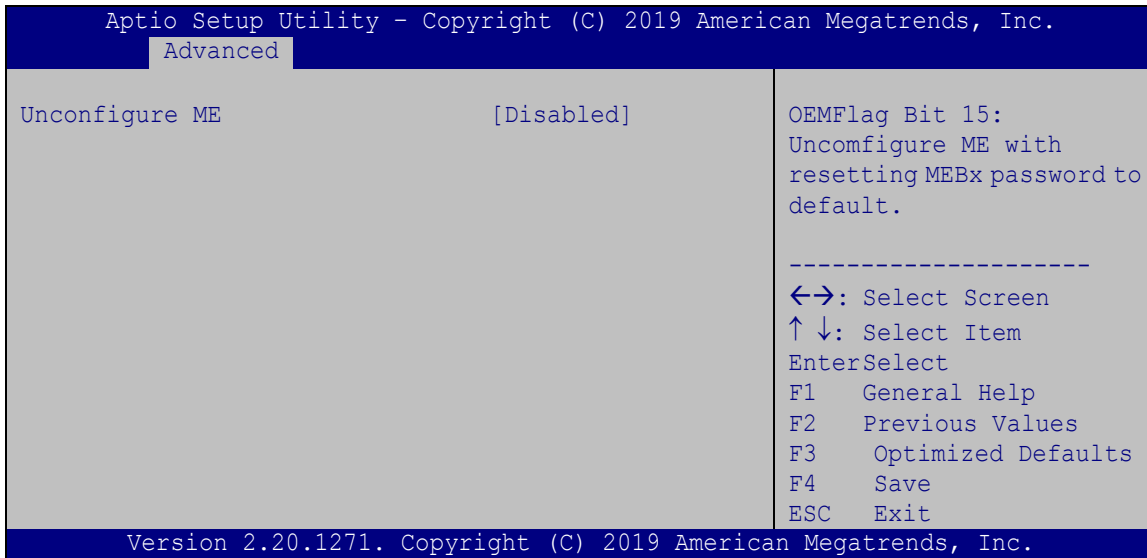 Aptio Setup Utility – Copyright (C) 2019 American Megatrends, Inc.
Advanced
Unconfigure ME [Disabled]
OEMFlag Bit 15:
Uncomfigure ME with
resetting MEBx password to
default.
---------------------
←→: Select Screen
↑ ↓: Select Item
EnterSelect
F1 General Help
F2 Previous Values
F3 Optimized Defaults
F4 Save
ESC Exit
Version 2.20.1271. Copyright (C) 2019 American Megatrends, Inc.